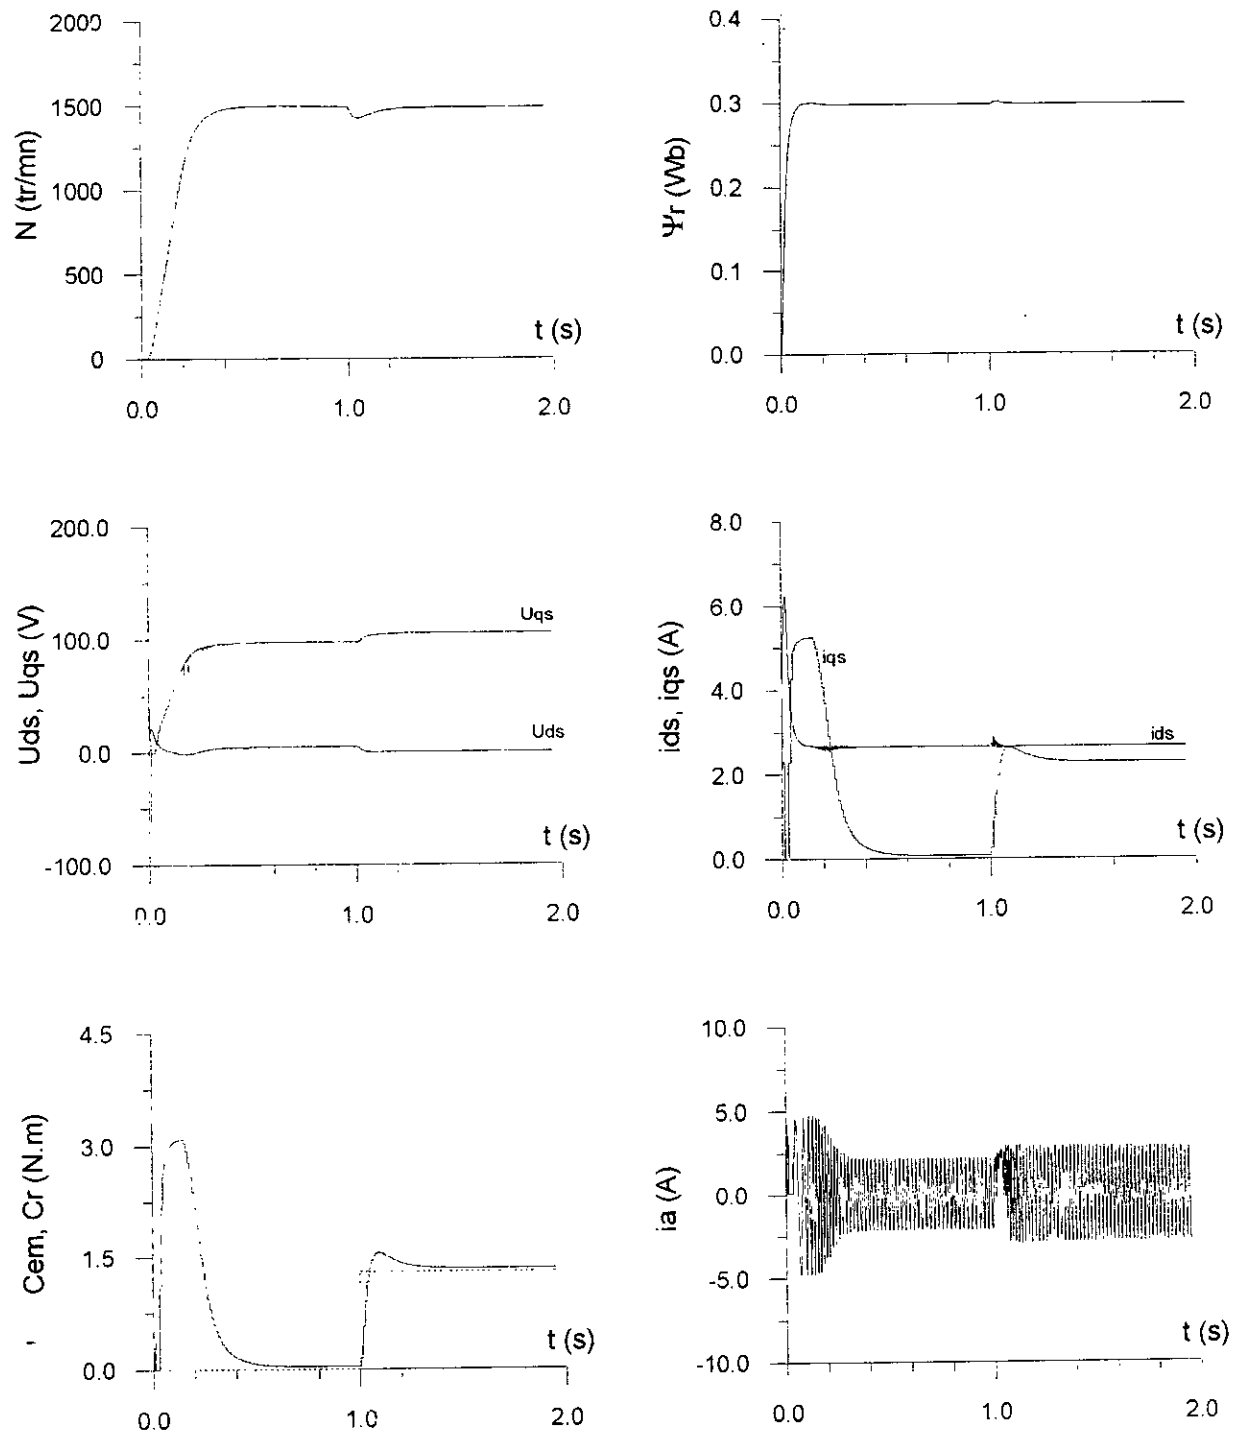 2000
1500
1000
500
0
N (tr/mn)
t (s)
0.0
1.0
2.0
0.4
0.3
0.2
0.1
0.0
Ψr (Wb)
t (s)
0.0
1.0
2.0
200.0
100.0
0.0
-100.0
Uds, Uqs (V)
Uqs
Uds
t (s)
0.0
1.0
2.0
8.0
6.0
4.0
2.0
0.0
ids, iqs (A)
iqs
ids
t (s)
0.0
1.0
2.0
4.5
3.0
1.5
0.0
Cem, Cr (N.m)
t (s)
0.0
1.0
2.0
10.0
5.0
0.0
-5.0
-10.0
ia (A)
t (s)
0.0
1.0
2.0